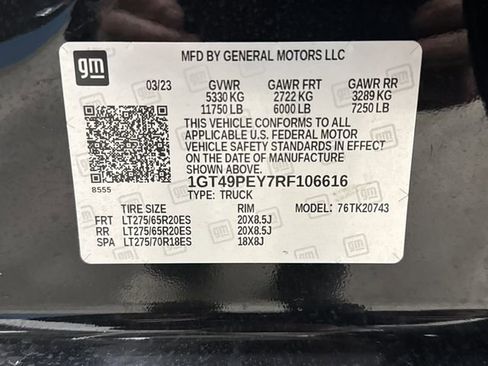 gm
MFD BY GENERAL MOTORS LLC
03/23 GVWR GAWR FRT GAWR RR
5330 KG 2722 KG 3289 KG
11750 LB 6000 LB 7250 LB
THIS VEHICLE CONFORMS TO ALL
APPLICABLE U.S. FEDERAL MOTOR
VEHICLE SAFETY STANDARDS IN EFFECT
ON THE DATE OF MANUFACTURE
SHOWN ABOVE.
8555
1GT49PEY7RF106616
TYPE: TRUCK
TIRE SIZE RIM MODEL: 76TK20743
FRT LT275/65R20ES 20X8.5J
RR LT275/65R20ES 20X8.5J
SPA LT275/70R18ES 18X8J